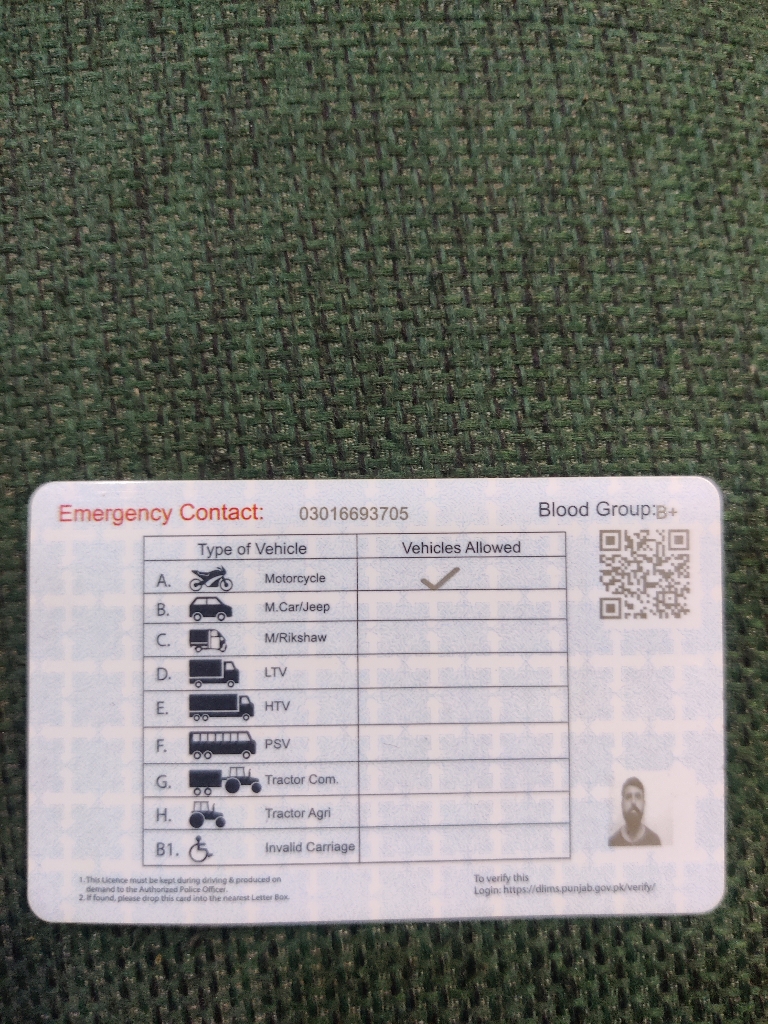 Emergency Contact: 03016693705 Blood Group: B+
Type of Vehicle Vehicles Allowed
A. Motorcycle
B. M.Car/Jeep
C. M/Rikshaw
D. LTV
E. HTV
F. PSV
G. Tractor Com.
H. Tractor Agri
B1. Invalid Carriage
1. This Licence must be kept during driving & produced on
demand to the Authorized Police Officer.
2. If found, please drop this card into the nearest Letter Box.
To verify this
Login: https://dlims.punjab.gov.pk/verify/